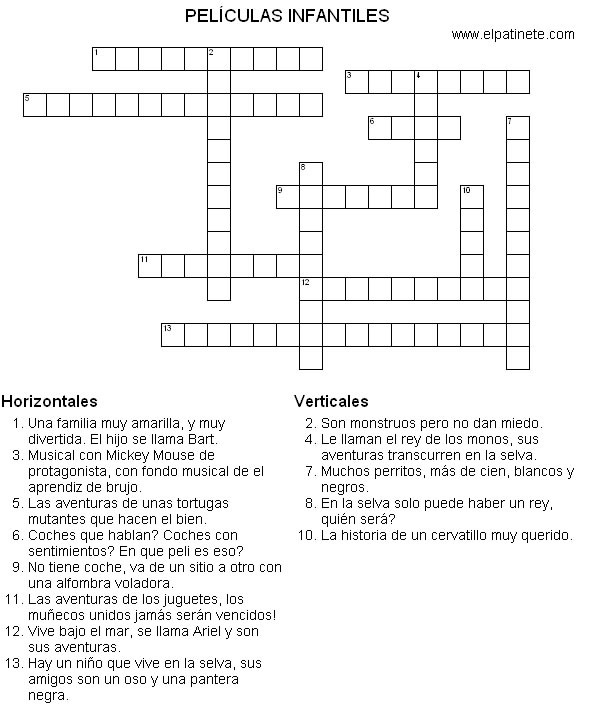 PELÍCULAS INFANTILES
www.elpatinete.com
1
2
3
4
5
6
7
8
9
10
11
12
13
Horizontales
1. Una familia muy amarilla, y muy
divertida. El hijo se llama Bart.
3. Musical con Mickey Mouse de
protagonista, con fondo musical de el
aprendiz de brujo.
5. Las aventuras de unas tortugas
mutantes que hacen el bien.
6. Coches que hablan? Coches con
sentimientos? En que peli es eso?
9. No tiene coche, va de un sitio a otro con
una alfombra voladora.
11. Las aventuras de los juguetes, los
muñecos unidos jamás serán vencidos!
12. Vive bajo el mar, se llama Ariel y son
sus aventuras.
13. Hay un niño que vive en la selva, sus
amigos son un oso y una pantera
negra.
Verticales
2. Son monstruos pero no dan miedo.
4. Le llaman el rey de los monos, sus
aventuras transcurren en la selva.
7. Muchos perritos, más de cien, blancos y
negros.
8. En la selva solo puede haber un rey,
quién será?
10. La historia de un cervatillo muy querido.